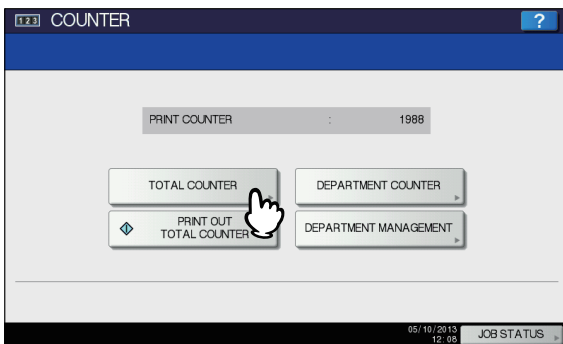 123 COUNTER ?
PRINT COUNTER : 1988
TOTAL COUNTER
DEPARTMENT COUNTER
PRINT OUT
TOTAL COUNTER
DEPARTMENT MANAGEMENT
05/10/2013
12:08
JOB STATUS